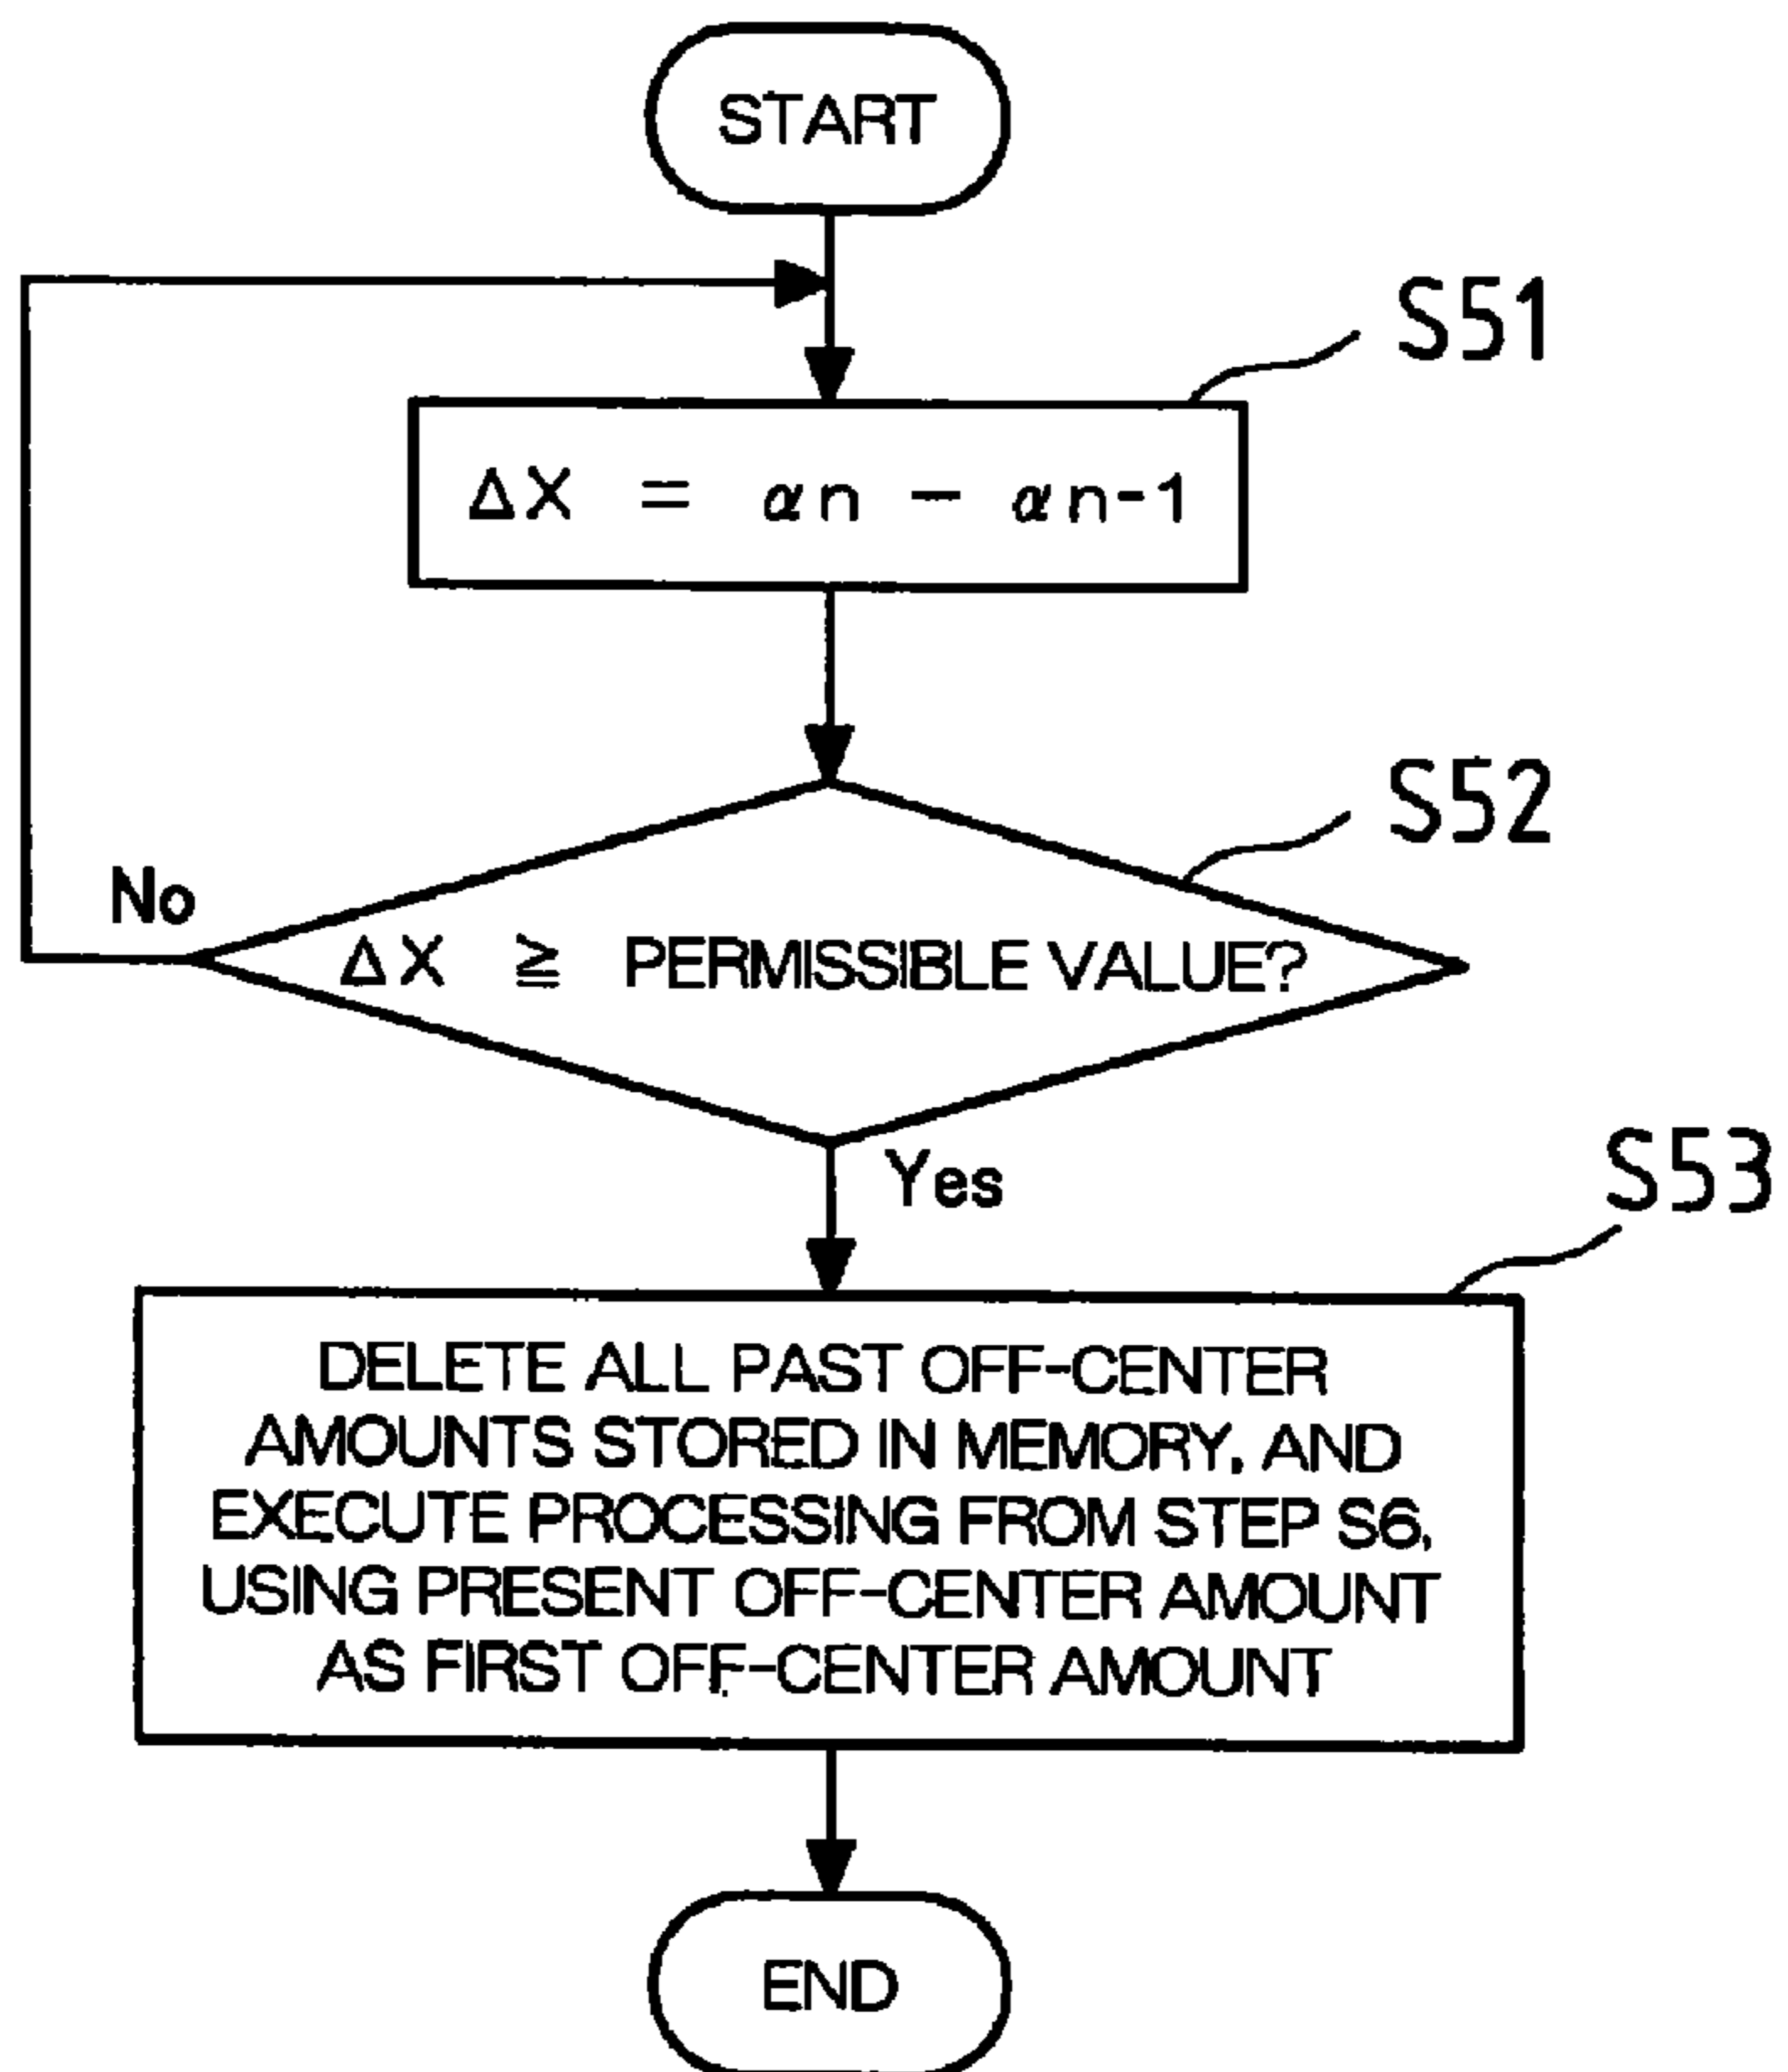 START
S51
ΔX = αn − αn-1
S52
No
ΔX ≧ PERMISSIBLE VALUE?
Yes
S53
DELETE ALL PAST OFF-CENTER
AMOUNTS STORED IN MEMORY, AND
EXECUTE PROCESSING FROM STEP S6,
USING PRESENT OFF-CENTER AMOUNT
AS FIRST OFF-CENTER AMOUNT
END